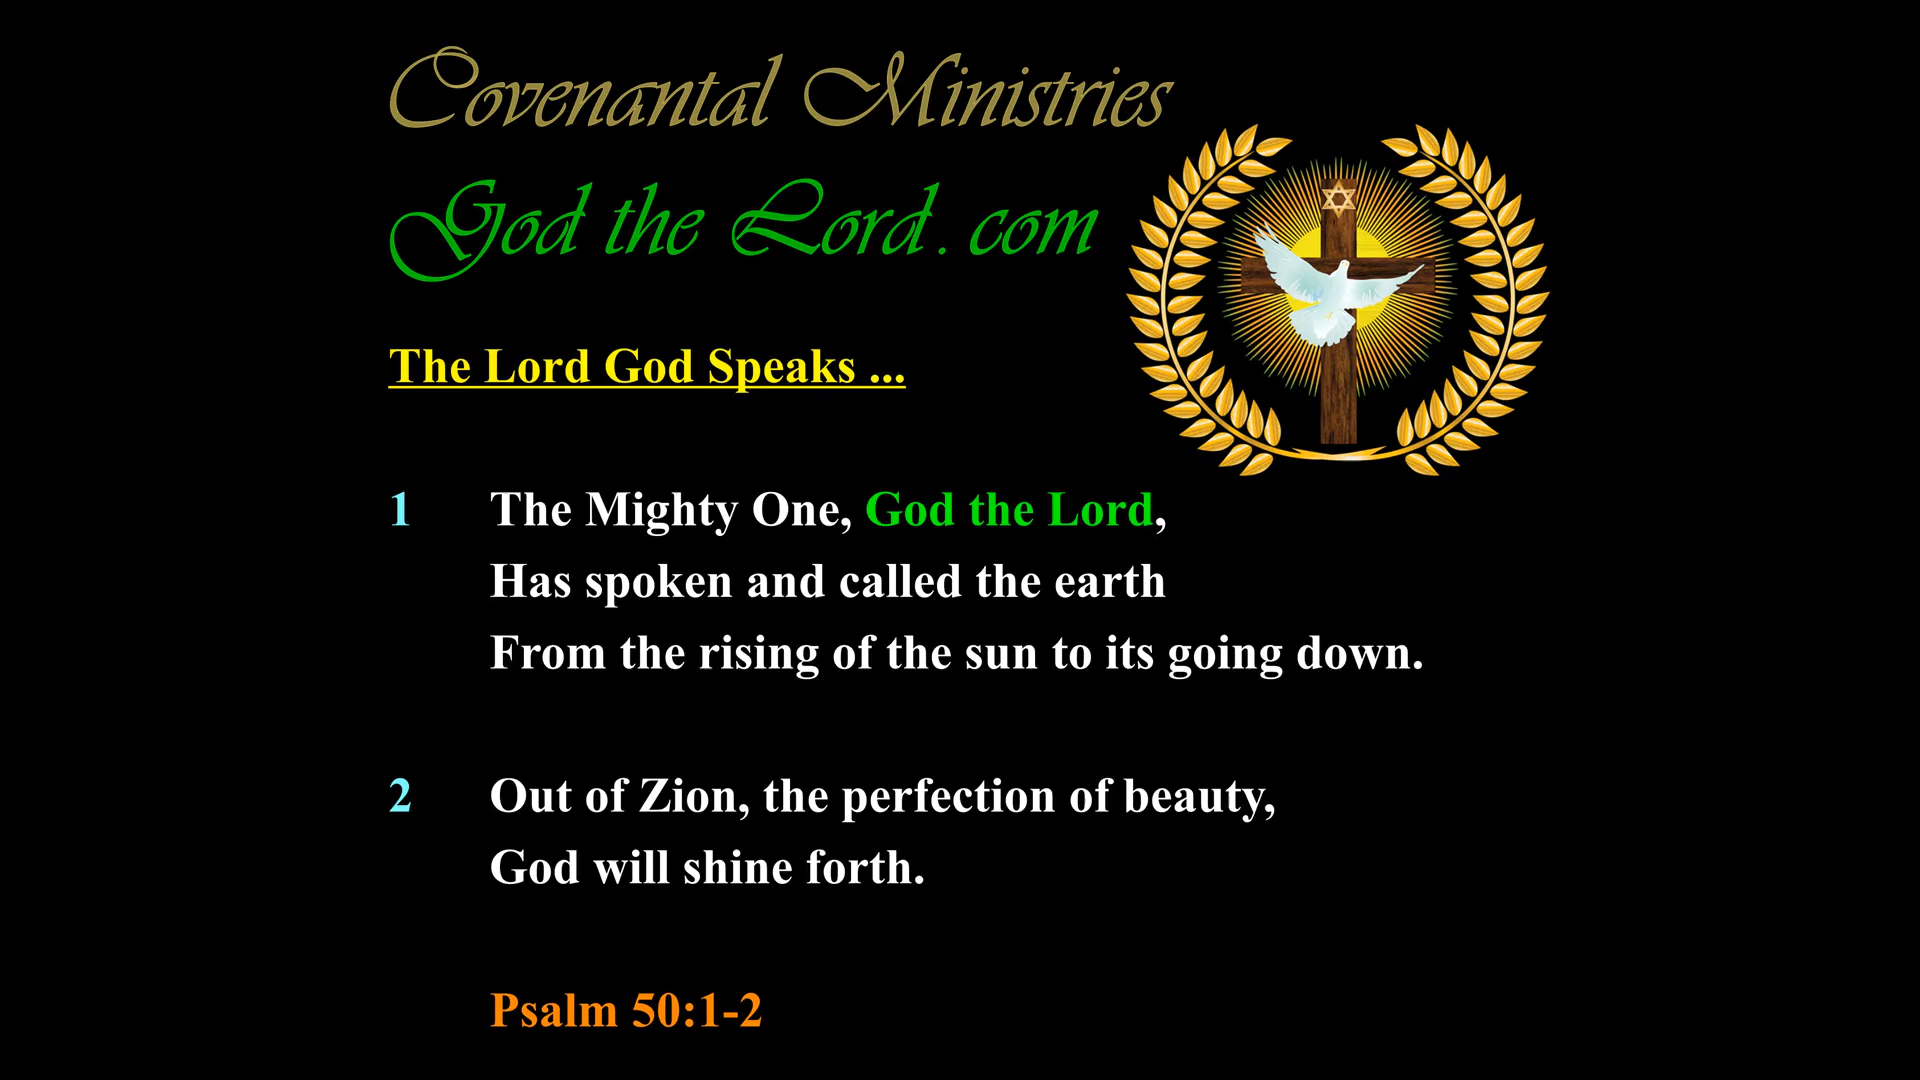 Covenantal Ministries
God the Lord.com
The Lord God Speaks ...
1 The Mighty One, God the Lord,
Has spoken and called the earth
From the rising of the sun to its going down.
2 Out of Zion, the perfection of beauty,
God will shine forth.
Psalm 50:1-2